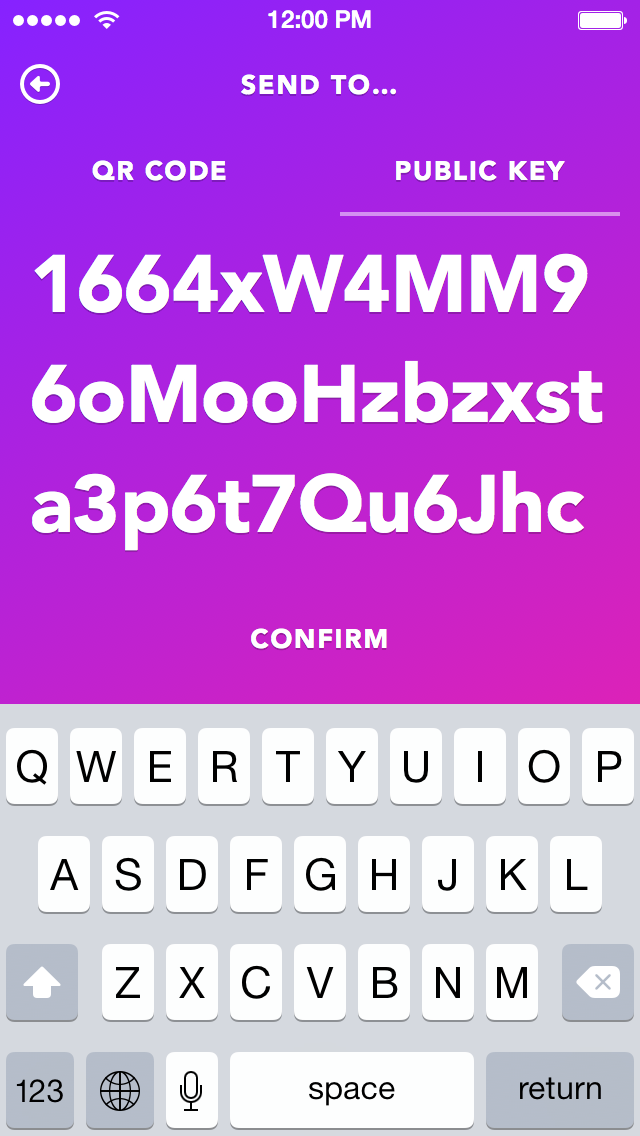 12:00 PM
SEND TO...
QR CODE PUBLIC KEY
1664xW4MM9
6oMooHzbzxst
a3p6t7Qu6Jhc
CONFIRM
Q W E R T Y U I O P
A S D F G H J K L
Z X C V B N M
123 space return